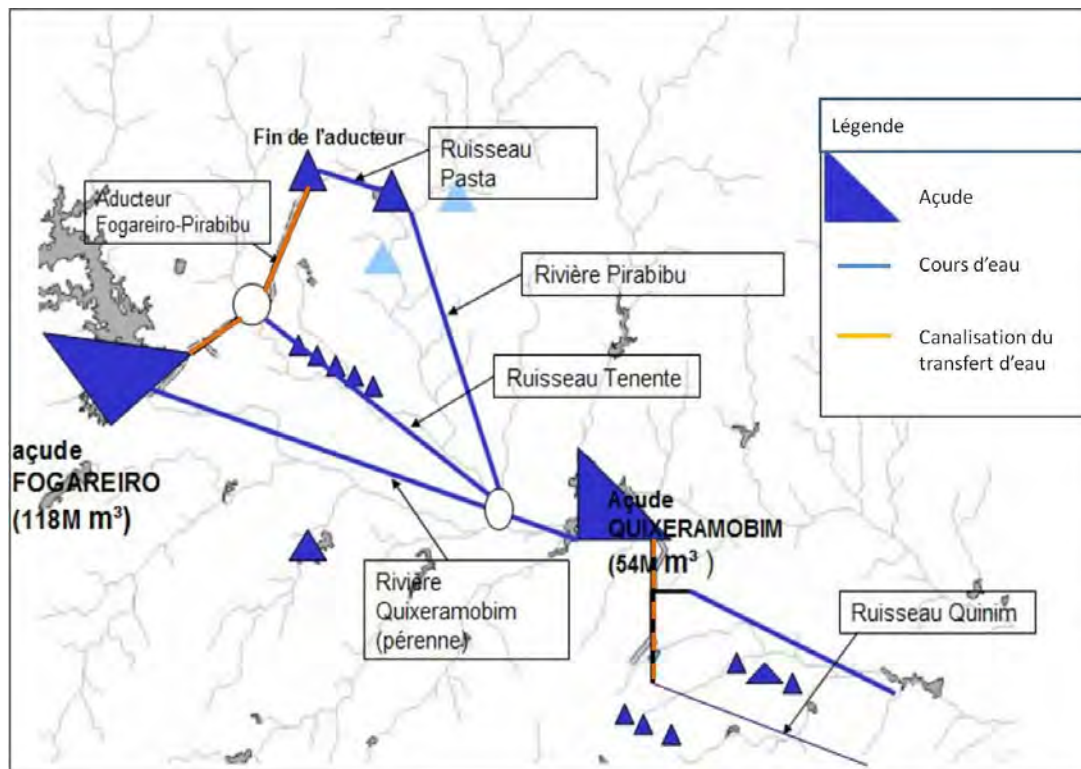 Fin de l'aducteur
Ruisseau
Pasta
Aducteur
Fogareiro-Pirabibu
Rivière Pirabibu
Ruisseau Tenente
açude
FOGAREIRO
(118M m³)
Açude
QUIXERAMOBIM
(54M m³ )
Rivière
Quixeramobim
(pérenne)
Ruisseau Quinim
Légende
Açude
Cours d'eau
Canalisation du
transfert d'eau